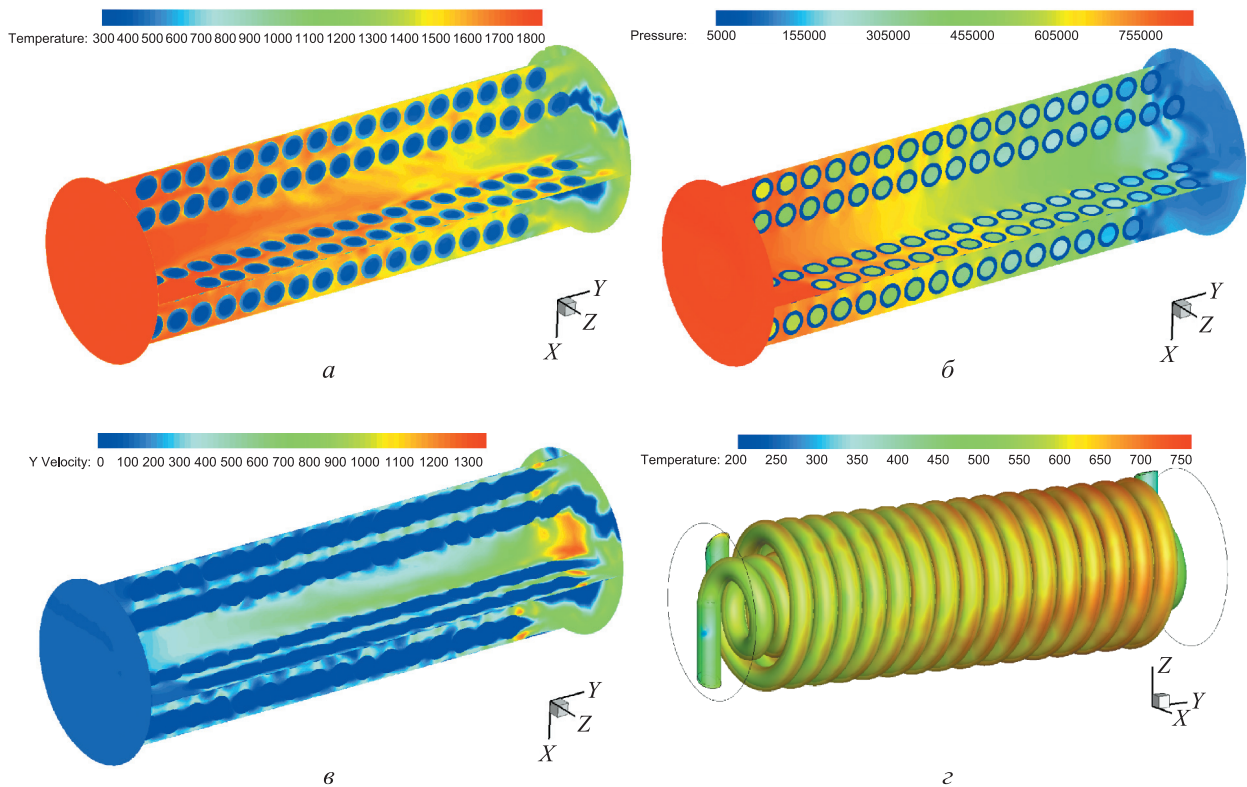 Temperature: 300 400 500 600 700 800 900 1000 1100 1200 1300 1400 1500 1600 1700 1800
Y
Z
X
а
Pressure: 5000 155000 305000 455000 605000 755000
Y
Z
X
б
Y Velocity: 0 100 200 300 400 500 600 700 800 900 1000 1100 1200 1300
Y
Z
X
в
Temperature: 200 250 300 350 400 450 500 550 600 650 700 750
Z
Y
X
г